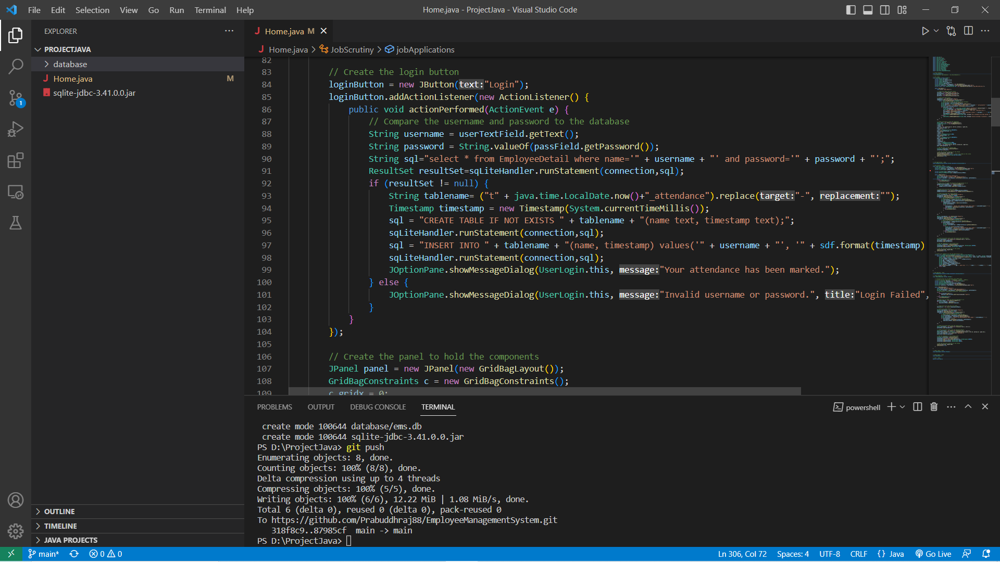 File Edit Selection View Go Run Terminal Help
Home.java - ProjectJava - Visual Studio Code
EXPLORER
PROJECTJAVA
database
J Home.java M
sqlite-jdbc-3.41.0.0.jar
1
OUTLINE
TIMELINE
JAVA PROJECTS
J Home.java M
J Home.java > JobScrutiny > jobApplications
82
83 // Create the login button
84 loginButton = new JButton(text:"Login");
85 loginButton.addActionListener(new ActionListener() {
86 public void actionPerformed(ActionEvent e) {
87 // Compare the username and password to the database
88 String username = userTextField.getText();
89 String password = String.valueOf(passField.getPassword());
90 String sql="select * from EmployeeDetail where name='" + username + "' and password='" + password + "';";
91 ResultSet resultSet=sqLiteHandler.runStatement(connection,sql);
92 if (resultSet != null) {
93 String tablename= ("t" + java.time.LocalDate.now()+"_attendance").replace(target:"-", replacement:"");
94 Timestamp timestamp = new Timestamp(System.currentTimeMillis());
95 sql = "CREATE TABLE IF NOT EXISTS " + tablename + "(name text, timestamp text);";
96 sqLiteHandler.runStatement(connection,sql);
97 sql = "INSERT INTO " + tablename + "(name, timestamp) values('" + username + "', '" + sdf.format(timestamp)
98 sqLiteHandler.runStatement(connection,sql);
99 JOptionPane.showMessageDialog(UserLogin.this, message:"Your attendance has been marked.");
100 } else {
101 JOptionPane.showMessageDialog(UserLogin.this, message:"Invalid username or password.", title:"Login Failed",
102 }
103 }
104 });
105
106 // Create the panel to hold the components
107 JPanel panel = new JPanel(new GridBagLayout());
108 GridBagConstraints c = new GridBagConstraints();
109 c.gridx = 0;
PROBLEMS OUTPUT DEBUG CONSOLE TERMINAL
powershell
create mode 100644 database/ems.db
create mode 100644 sqlite-jdbc-3.41.0.0.jar
PS D:\ProjectJava> git push
Enumerating objects: 8, done.
Counting objects: 100% (8/8), done.
Delta compression using up to 4 threads
Compressing objects: 100% (5/5), done.
Writing objects: 100% (6/6), 12.22 MiB | 1.08 MiB/s, done.
Total 6 (delta 0), reused 0 (delta 0), pack-reused 0
To https://github.com/Prabuddhraj88/EmployeeManagementSystem.git
318f8c9..87985cf main -> main
PS D:\ProjectJava>
main* 0 0
Ln 306, Col 72 Spaces: 4 UTF-8 CRLF {} Java Go Live